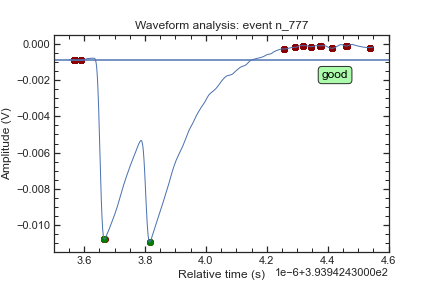 Waveform analysis: event n_777
Amplitude (V)
0.000
−0.002
−0.004
−0.006
−0.008
−0.010
good
3.6 3.8 4.0 4.2 4.4 4.6
Relative time (s)
1e-6+3.9394243000e2